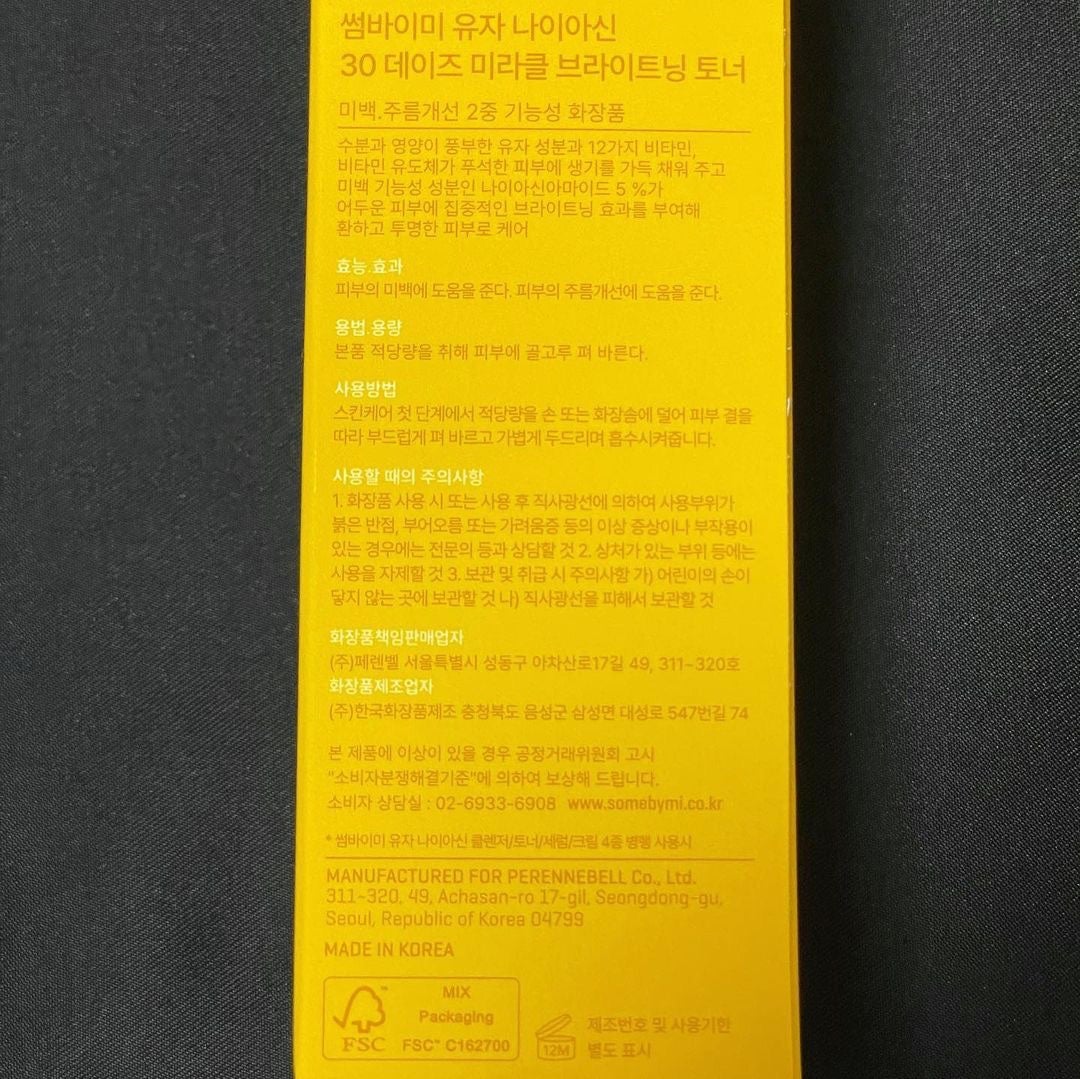 썸바이미 유자 나이아신
30 데이즈 미라클 브라이트닝 토너
미백.주름개선 2중 기능성 화장품
수분과 영양이 풍부한 유자 성분과 12가지 비타민,
비타민 유도체가 푸석한 피부에 생기를 가득 채워 주고
미백 기능성 성분인 나이아신아마이드 5 %가
어두운 피부에 집중적인 브라이트닝 효과를 부여해
환하고 투명한 피부로 케어
효능.효과
피부의 미백에 도움을 준다. 피부의 주름개선에 도움을 준다.
용법.용량
본품 적당량을 취해 피부에 골고루 펴 바른다.
사용방법
스킨케어 첫 단계에서 적당량을 손 또는 화장솜에 덜어 피부 결을
따라 부드럽게 펴 바르고 가볍게 두드리며 흡수시켜줍니다.
사용할 때의 주의사항
1. 화장품 사용 시 또는 사용 후 직사광선에 의하여 사용부위가
붉은 반점, 부어오름 또는 가려움증 등의 이상 증상이나 부작용이
있는 경우에는 전문의 등과 상담할 것 2. 상처가 있는 부위 등에는
사용을 자제할 것 3. 보관 및 취급 시 주의사항 가) 어린이의 손이
닿지 않는 곳에 보관할 것 나) 직사광선을 피해서 보관할 것
화장품책임판매업자
(주)페렌벨 서울특별시 성동구 아차산로17길 49, 311~320호
화장품제조업자
(주)한국화장품제조 충청북도 음성군 삼성면 대성로 547번길 74
본 제품에 이상이 있을 경우 공정거래위원회 고시
"소비자분쟁해결기준"에 의하여 보상해 드립니다.
소비자 상담실 : 02-6933-6908 www.somebymi.co.kr
* 썸바이미 유자 나이아신 클렌저/토너/세럼/크림 4종 병행 사용시
MANUFACTURED FOR PERENNEBELL Co., Ltd.
311~320, 49, Achasan-ro 17-gil, Seongdong-gu,
Seoul, Republic of Korea 04799
MADE IN KOREA
FSC™
MIX
Packaging
FSC™ C162700
12M
제조번호 및 사용기한
별도 표시